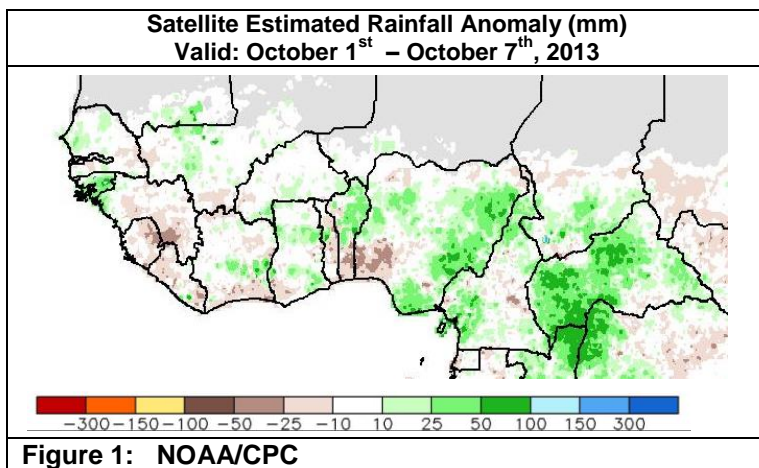 Satellite Estimated Rainfall Anomaly (mm)
Valid: October 1st – October 7th, 2013
-300 -150 -100 -50 -25 -10 10 25 50 100 150 300
Figure 1: NOAA/CPC